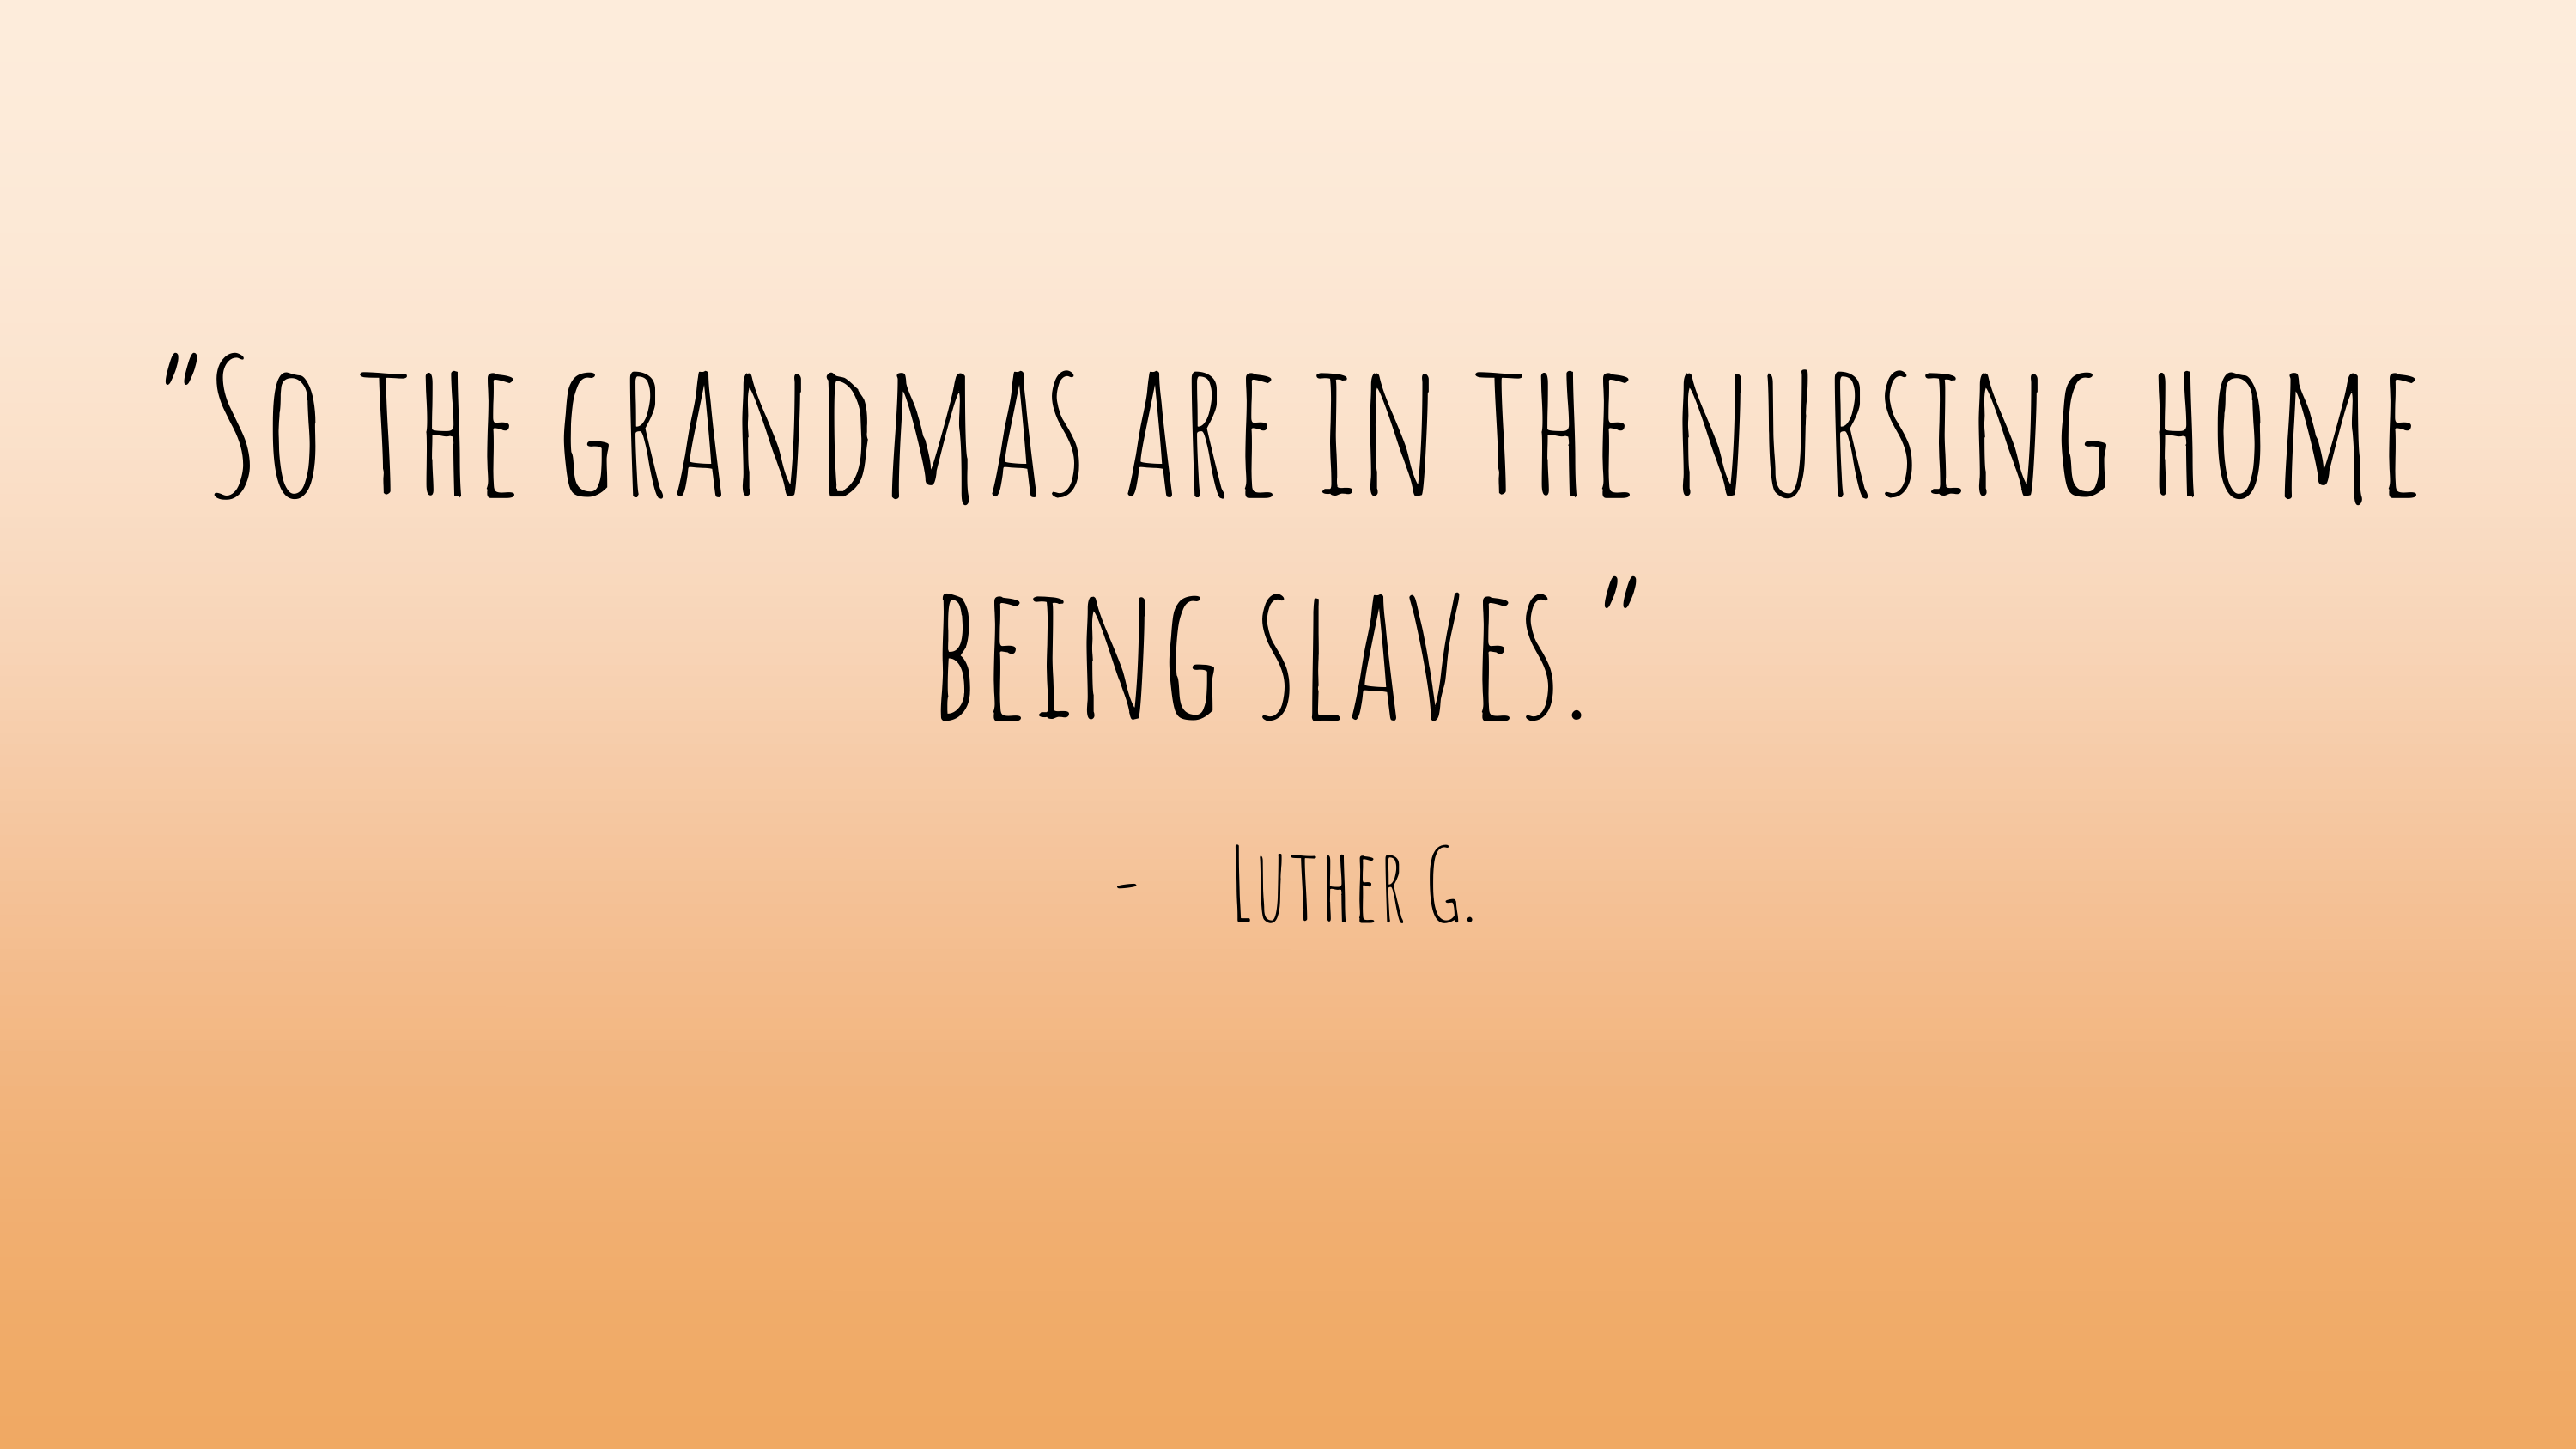 "So the grandmas are in the nursing home
being slaves."
- Luther G.